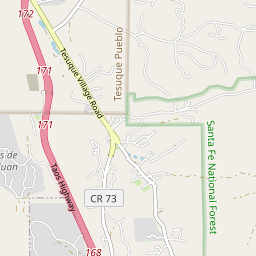 172
Tesuque Village Road
Tesuque Pueblo
171
171
s de
uan
Taos Highway
CR 73
Santa Fe National Forest
168